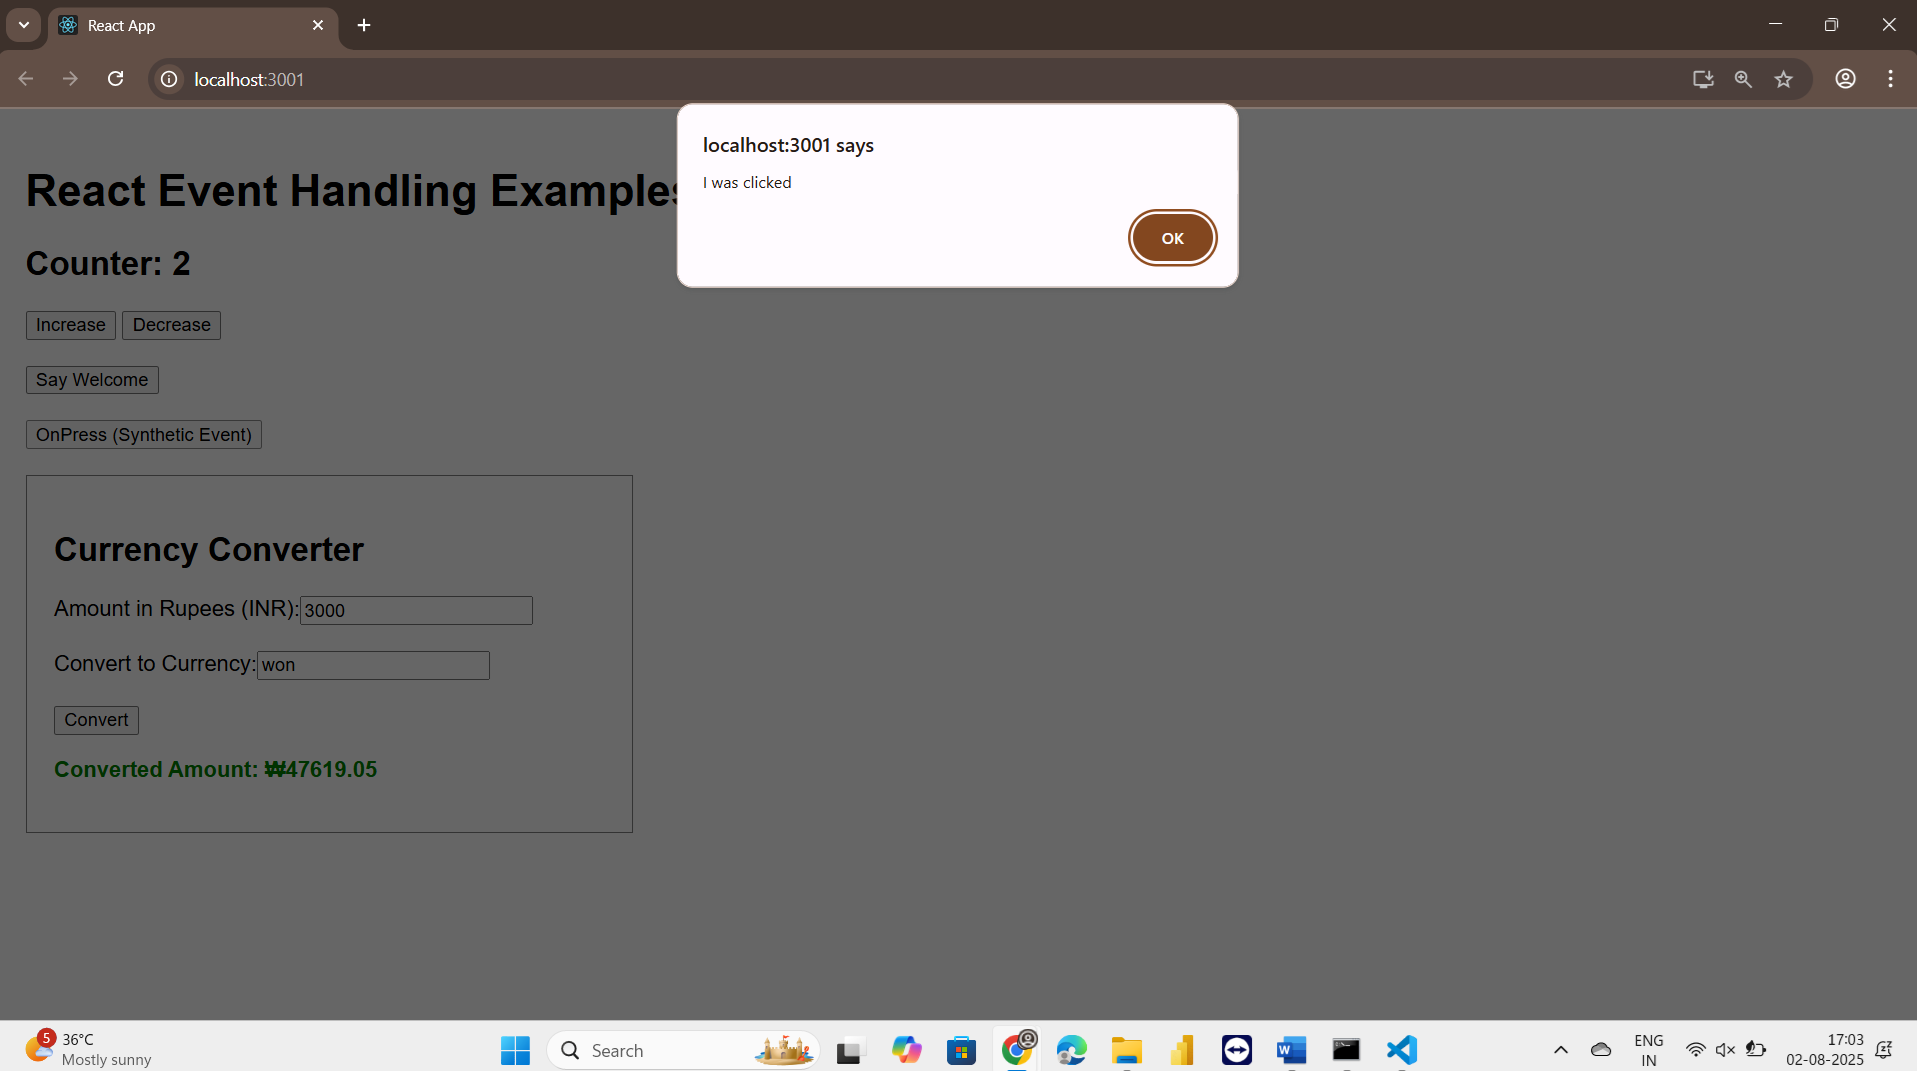 React App
localhost:3001
localhost:3001 says
I was clicked
OK
React Event Handling Examples
Counter: 2
Increase Decrease
Say Welcome
OnPress (Synthetic Event)
Currency Converter
Amount in Rupees (INR): 3000
Convert to Currency: won
Convert
Converted Amount: ₩47619.05
5
36°C
Mostly sunny
Search
ENG
IN
17:03
02-08-2025